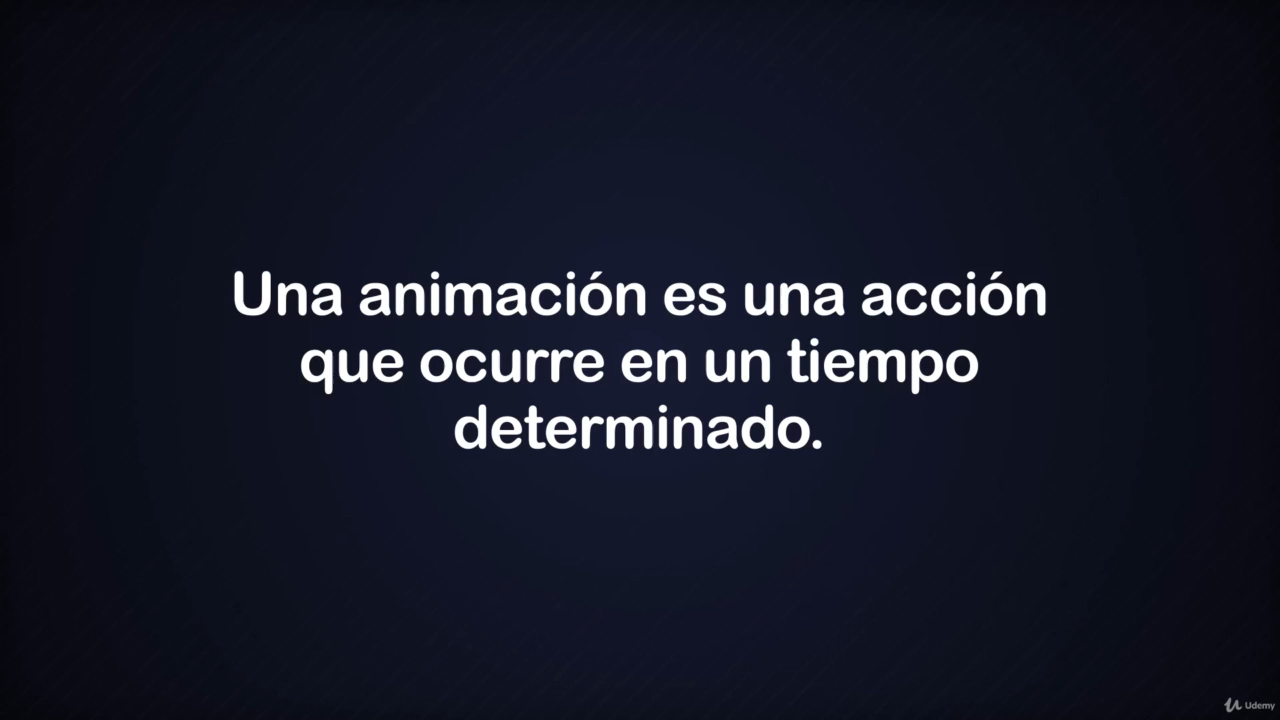 Una animación es una acción
que ocurre en un tiempo
determinado.
Udemy